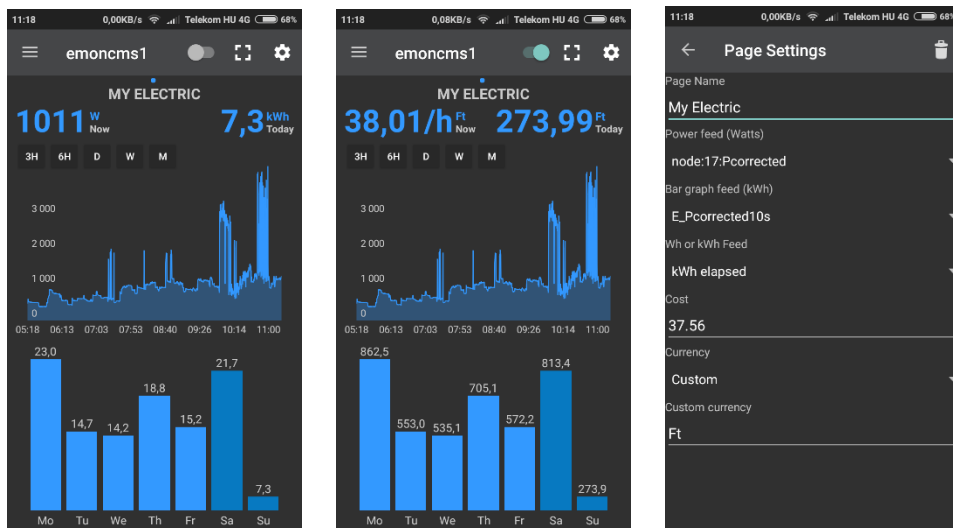 11:18 0,00KB/s Telekom HU 4G 68%
emoncms1
MY ELECTRIC
1011 W Now 7,3 kWh Today
3H 6H D W M
3 000
2 000
1 000
0
05:18 06:13 07:03 07:53 08:40 09:26 10:14 11:00
23,0 14,7 14,2 18,8 15,2 21,7 7,3
Mo Tu We Th Fr Sa Su
11:18 0,08KB/s Telekom HU 4G 68%
emoncms1
MY ELECTRIC
38,01/h Ft Now 273,99 Ft Today
3H 6H D W M
3 000
2 000
1 000
0
05:18 06:13 07:03 07:53 08:40 09:26 10:14 11:00
862,5 553,0 535,1 705,1 572,2 813,4 273,9
Mo Tu We Th Fr Sa Su
11:18 0,00KB/s Telekom HU 4G 68%
Page Settings
Page Name
My Electric
Power feed (Watts)
node:17:Pcorrected
Bar graph feed (kWh)
E_Pcorrected10s
Wh or kWh Feed
kWh elapsed
Cost
37.56
Currency
Custom
Custom currency
Ft